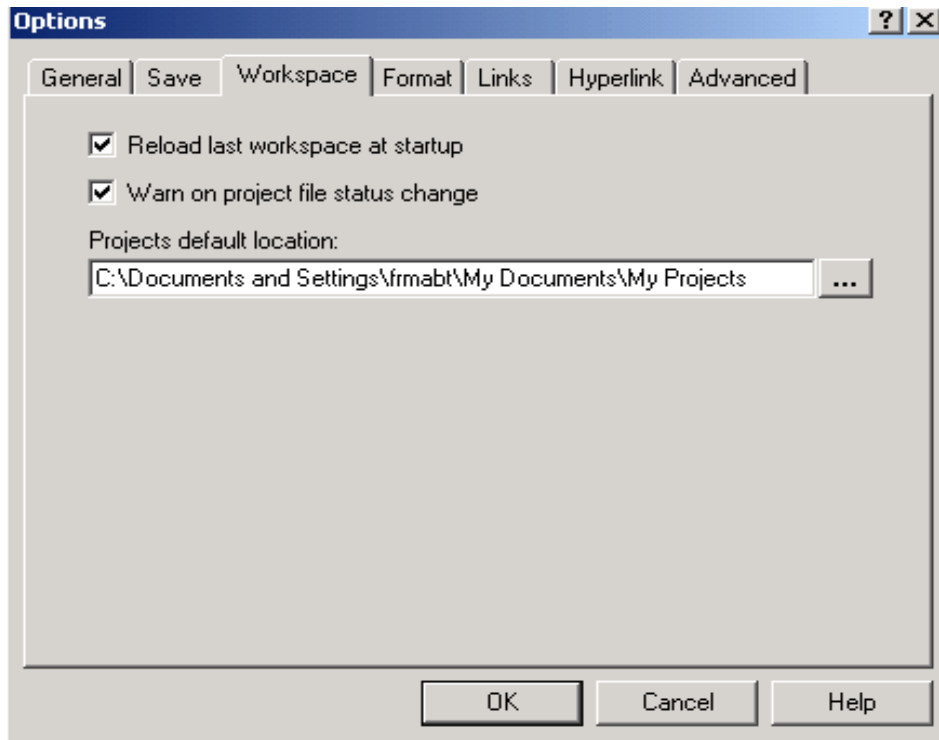 Options
General Save Workspace Format Links Hyperlink Advanced
Reload last workspace at startup
Warn on project file status change
Projects default location:
C:\Documents and Settings\frmabt\My Documents\My Projects ...
OK Cancel Help